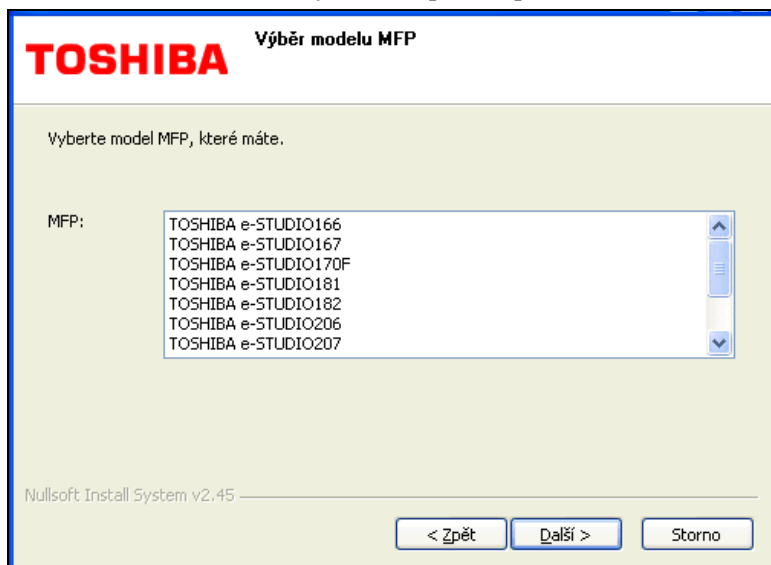 TOSHIBA
Výběr modelu MFP
Vyberte model MFP, které máte.
MFP:
TOSHIBA e-STUDIO166
TOSHIBA e-STUDIO167
TOSHIBA e-STUDIO170F
TOSHIBA e-STUDIO181
TOSHIBA e-STUDIO182
TOSHIBA e-STUDIO206
TOSHIBA e-STUDIO207
Nullsoft Install System v2.45
< Zpět
Další >
Storno